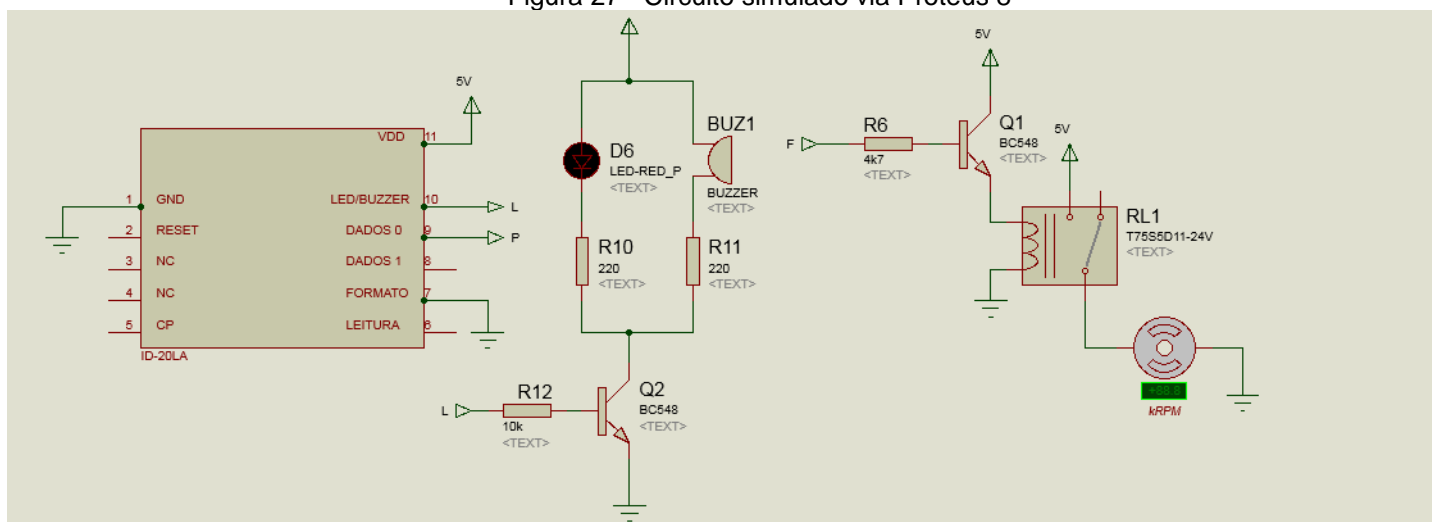 Figura 27 - Circuito simulado via Proteus 8
5V
VDD 11
1 GND
LED/BUZZER 10
L
2 RESET
DADOS 0 9
P
3 NC
DADOS 1 8
4 NC
FORMATO 7
5 CP
LEITURA 6
ID-20LA
D6
LED-RED_P
<TEXT>
BUZ1
BUZZER
<TEXT>
R10
220
<TEXT>
R11
220
<TEXT>
L
R12
10k
<TEXT>
Q2
BC548
<TEXT>
5V
F
R6
4k7
<TEXT>
Q1
BC548
<TEXT>
5V
RL1
T75S5D11-24V
<TEXT>
+88.8
kRPM